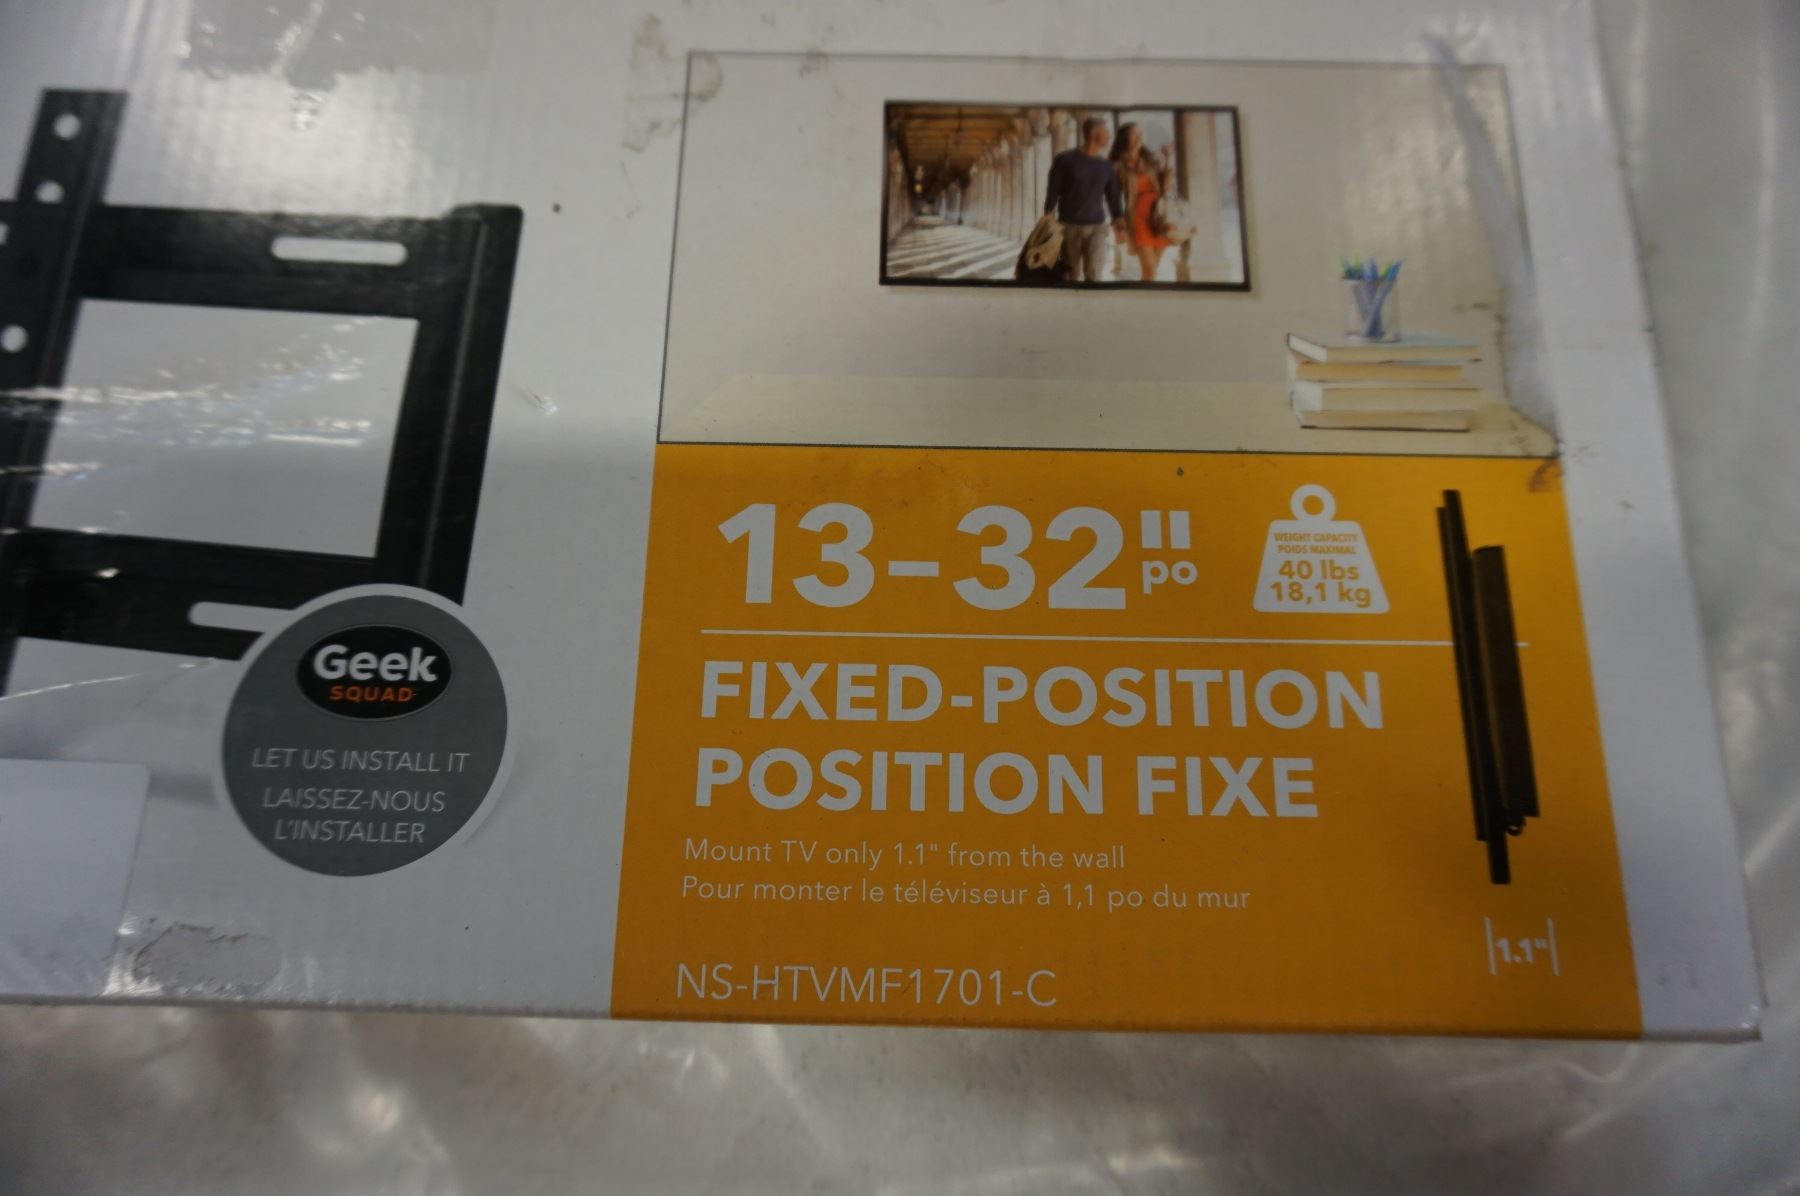 13-32"
po
WEIGHT CAPACITY
POIDS MAXIMAL
40 lbs
18,1 kg
FIXED-POSITION
POSITION FIXE
Mount TV only 1.1" from the wall
Pour monter le téléviseur à 1,1 po du mur
NS-HTVMF1701-C
1.1"
Geek
SQUAD
LET US INSTALL IT
LAISSEZ-NOUS
L'INSTALLER